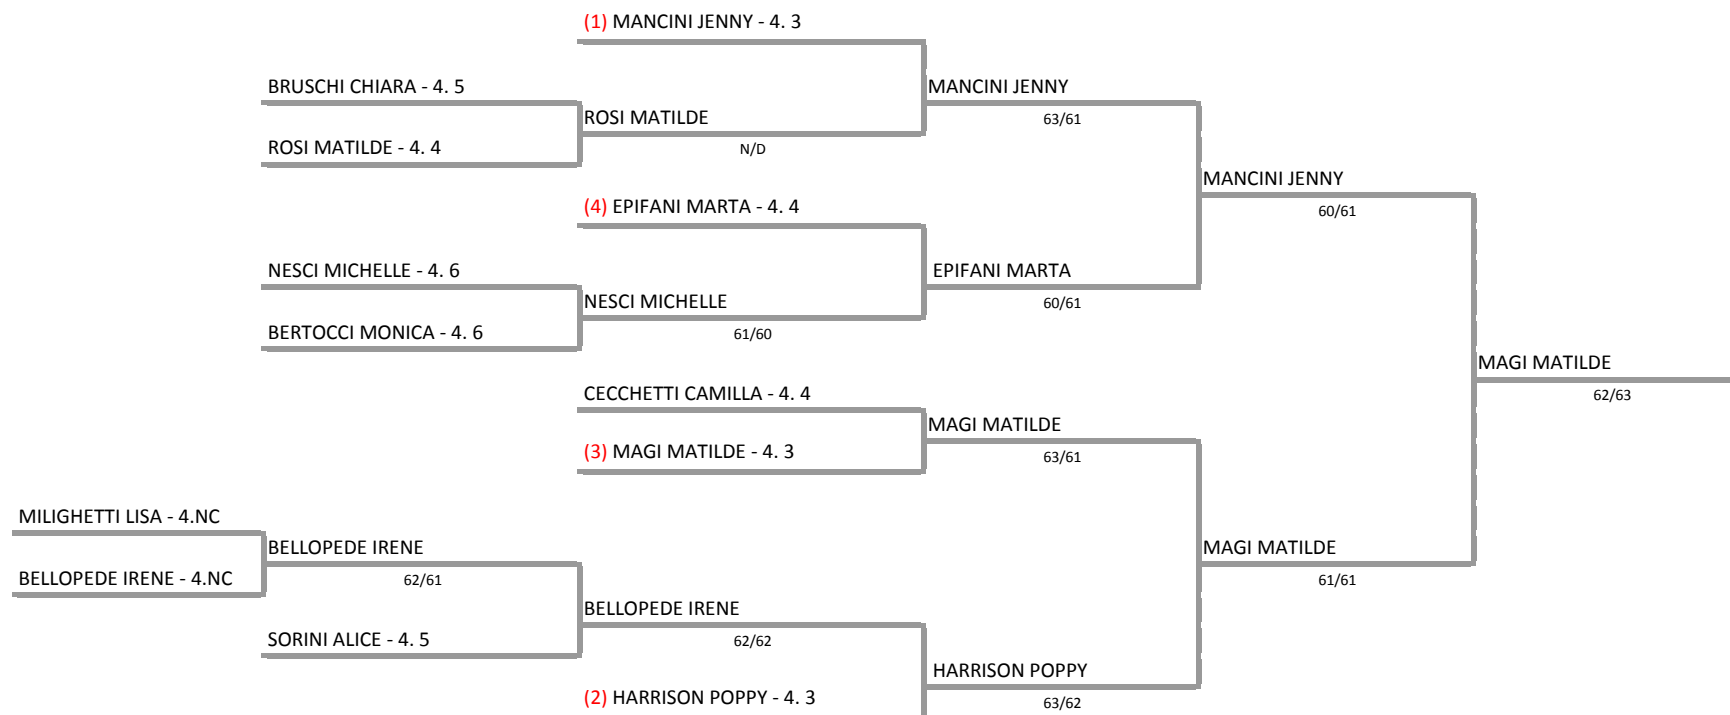 (1) MANCINI JENNY - 4. 3
BRUSCHI CHIARA - 4. 5
MANCINI JENNY
ROSI MATILDE
63/61
ROSI MATILDE - 4. 4
N/D
MANCINI JENNY
(4) EPIFANI MARTA - 4. 4
60/61
NESCI MICHELLE - 4. 6
EPIFANI MARTA
NESCI MICHELLE
60/61
BERTOCCI MONICA - 4. 6
61/60
MAGI MATILDE
CECCHETTI CAMILLA - 4. 4
62/63
MAGI MATILDE
(3) MAGI MATILDE - 4. 3
63/61
MILIGHETTI LISA - 4.NC
BELLOPEDE IRENE
MAGI MATILDE
BELLOPEDE IRENE - 4.NC
62/61
61/61
BELLOPEDE IRENE
SORINI ALICE - 4. 5
62/62
HARRISON POPPY
(2) HARRISON POPPY - 4. 3
63/62